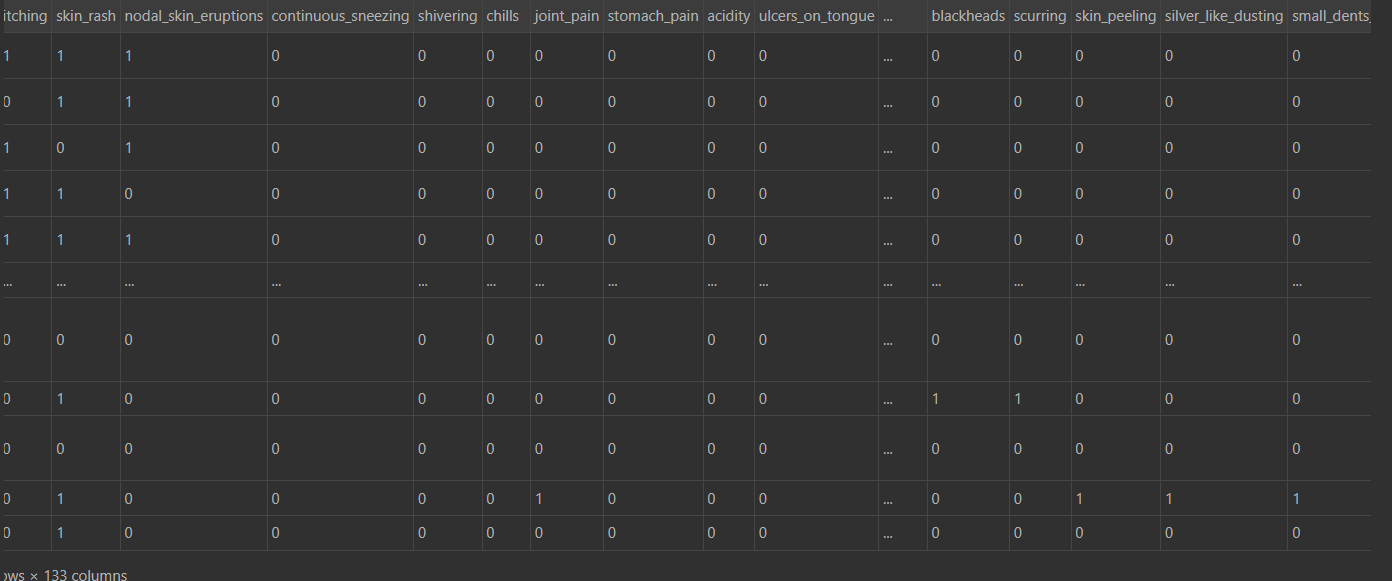 itching skin_rash nodal_skin_eruptions continuous_sneezing shivering chills joint_pain stomach_pain acidity ulcers_on_tongue ... blackheads scurring skin_peeling silver_like_dusting small_dents_
1 1 1 0 0 0 0 0 0 0 ... 0 0 0 0 0
0 1 1 0 0 0 0 0 0 0 ... 0 0 0 0 0
1 0 1 0 0 0 0 0 0 0 ... 0 0 0 0 0
1 1 0 0 0 0 0 0 0 0 ... 0 0 0 0 0
1 1 1 0 0 0 0 0 0 0 ... 0 0 0 0 0
... ... ... ... ... ... ... ... ... ... ... ... ... ... ... ...
0 0 0 0 0 0 0 0 0 0 ... 0 0 0 0 0
0 1 0 0 0 0 0 0 0 0 ... 1 1 0 0 0
0 0 0 0 0 0 0 0 0 0 ... 0 0 0 0 0
0 1 0 0 0 0 1 0 0 0 ... 0 0 1 1 1
0 1 0 0 0 0 0 0 0 0 ... 0 0 0 0 0
ows × 133 columns